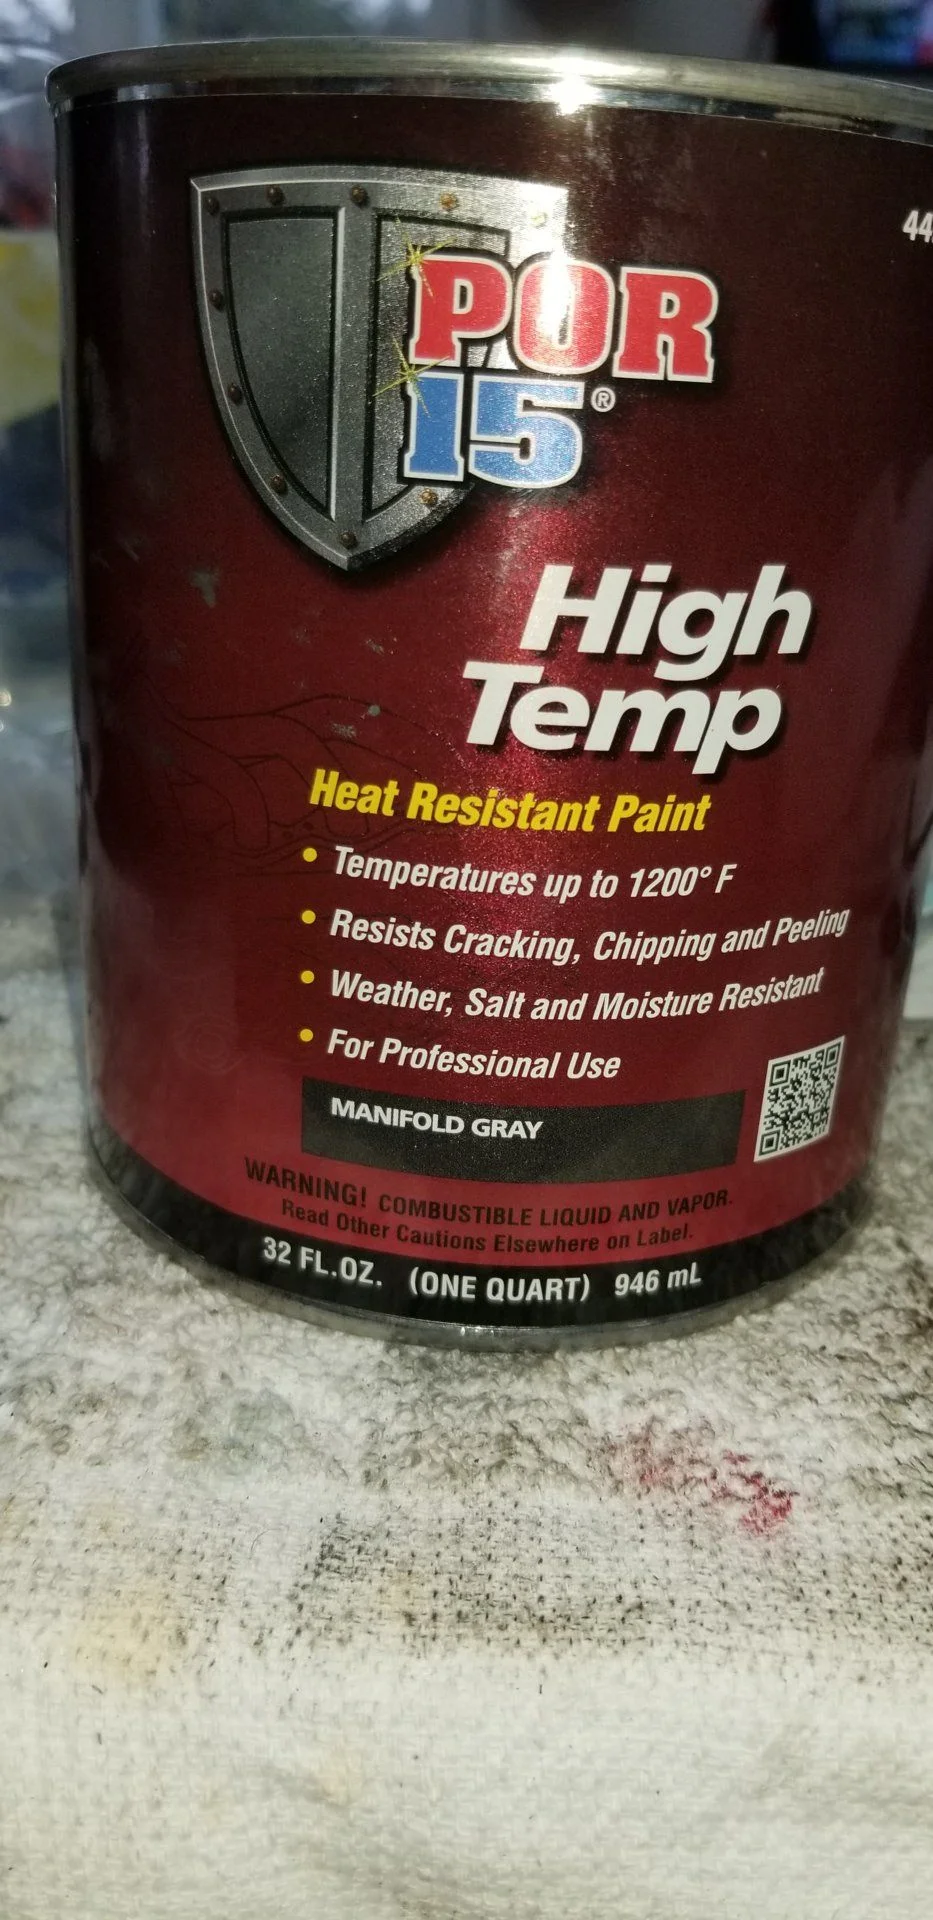 POR
15®
High
Temp
Heat Resistant Paint
• Temperatures up to 1200° F
• Resists Cracking, Chipping and Peeling
• Weather, Salt and Moisture Resistant
• For Professional Use
MANIFOLD GRAY
WARNING! COMBUSTIBLE LIQUID AND VAPOR.
Read Other Cautions Elsewhere on Label.
32 FL.OZ. (ONE QUART) 946 mL